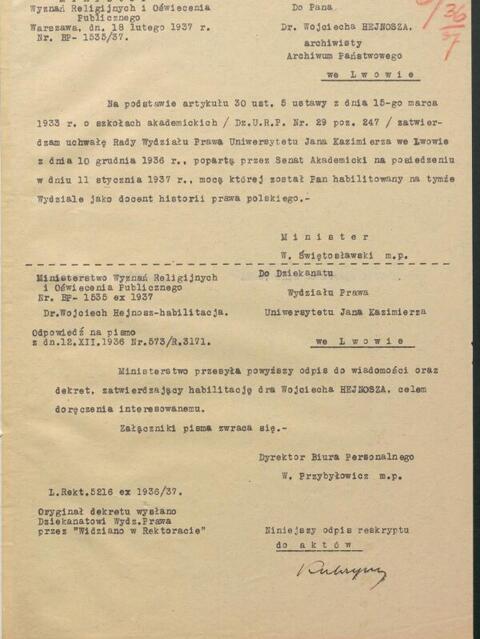 Wyznań Religijnych i Oświecenia
Publicznego
Warszawa, dn. 18 lutego 1937 r.
Nr. BP- 1535/37.
Do Pana
Dr. Wojciecha HEJNOSZA,
archiwisty
Archiwum Państwowego
we Lwowie
36
Na podstawie artykułu 30 ust. 5 ustawy z dnia 15-go marca
1933 r. o szkołach akademickich / Dz.U.R.P. Nr. 29 poz. 247 / zatwier-
dzam uchwałę Rady Wydziału Prawa Uniwersytetu Jana Kazimierza we Lwowie
z dnia 10 grudnia 1936 r., popartą przez Senat Akademicki na posiedzeniu
w dniu 11 stycznia 1937 r., mocą której został Pan habilitowany na tymże
Wydziale jako docent historii prawa polskiego.-
Minister
W. Świętosławski m.p.
Ministerstwo Wyznań Religijnych
i Oświecenia Publicznego
Nr. BP- 1535 ex 1937
Dr.Wojciech Hejnosz-habilitacja.
Odpowiedź na pismo
z dn.12.XII.1936 Nr.573/R.3171.
Do Dziekanatu
Wydziału Prawa
Uniwersytetu Jana Kazimierza
we Lwowie
Ministerstwo przesyła powyższy odpis do wiadomości oraz
dekret, zatwierdzający habilitację dra Wojciecha HEJNOSZA, celem
doręczenia interesowanemu.
Załączniki pisma zwraca się.-
Dyrektor Biura Personalnego
W. Przybyłowicz m.p.
L.Rekt.5216 ex 1936/37.
Oryginał dekretu wysłano
Dziekanatowi Wydz.Prawa
przez "Widziano w Rektoracie"
Niniejszy odpis reskryptu
do aktów